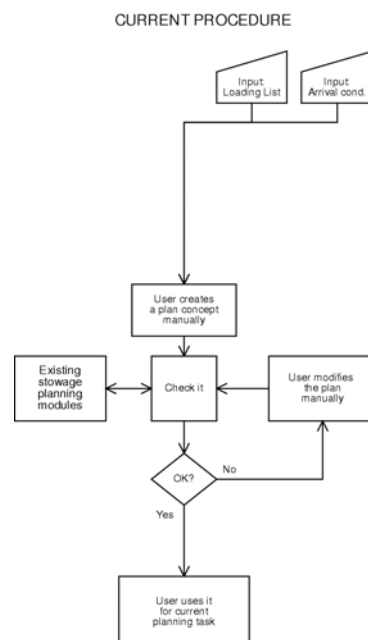 CURRENT PROCEDURE
Input:
Loading List
Input:
Arrival cond.
User creates
a plan concept
manually
Existing
stowage
planning
modules
Check it
User modifies
the plan
manually
OK?
No
Yes
User uses it
for current
planning task